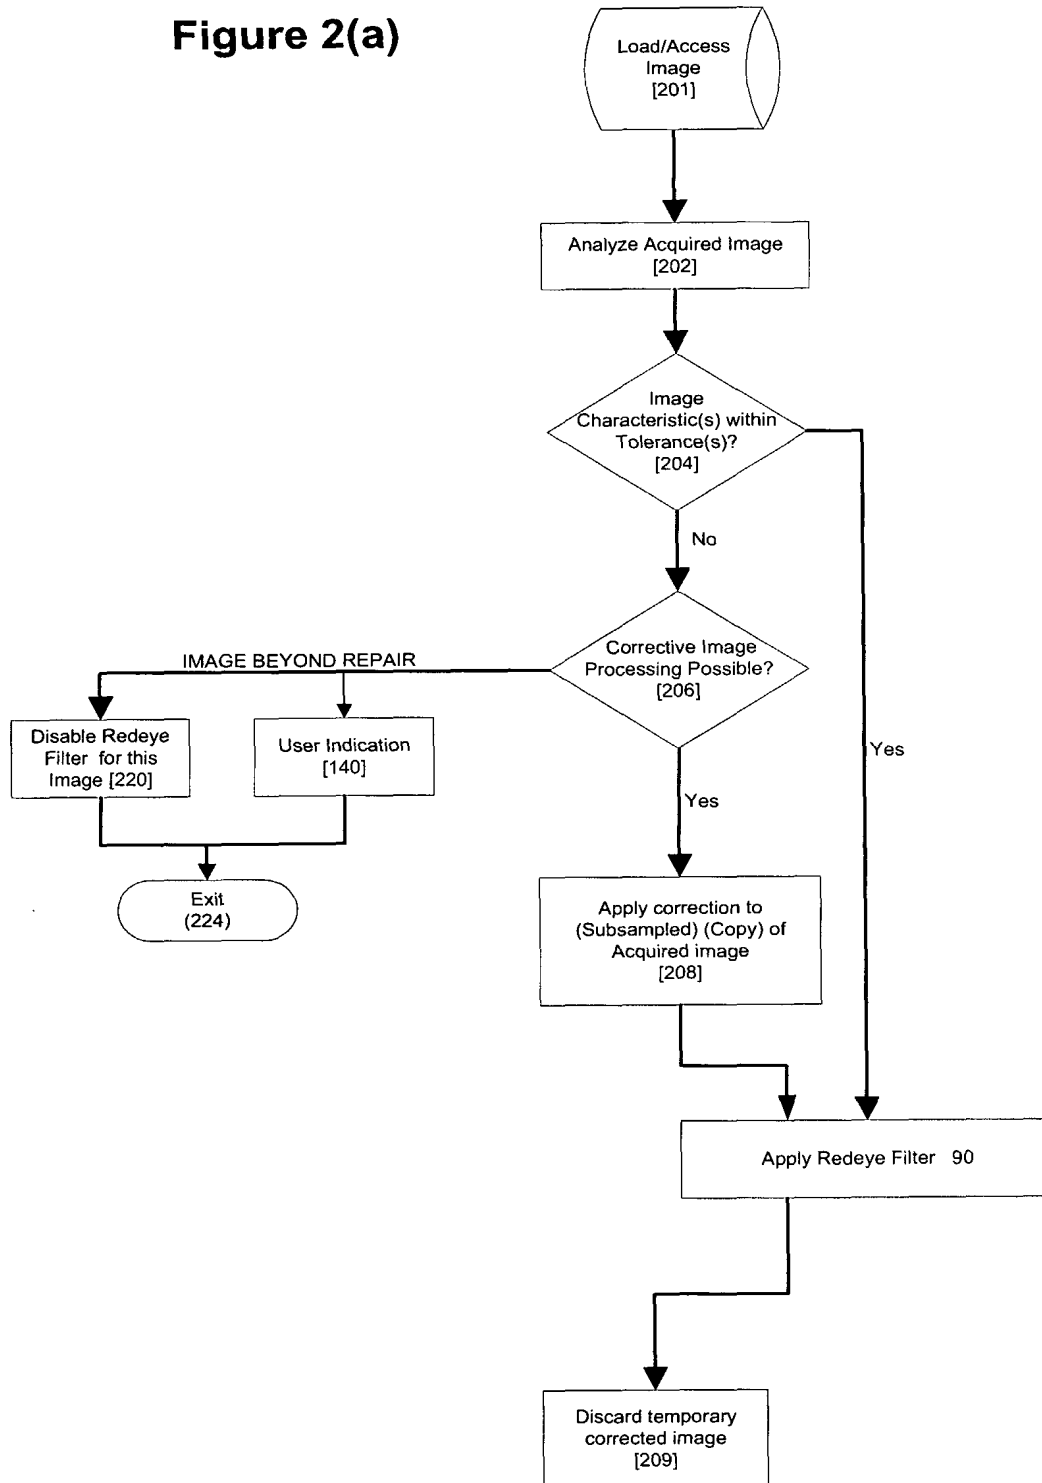 Figure 2(a)
Load/Access
Image
[201]
Analyze Acquired Image
[202]
Image
Characteristic(s) within
Tolerance(s)?
[204]
No
Corrective Image
Processing Possible?
[206]
IMAGE BEYOND REPAIR
Disable Redeye
Filter for this
Image [220]
User Indication
[140]
Yes
Yes
Exit
(224)
Apply correction to
(Subsampled) (Copy) of
Acquired image
[208]
Apply Redeye Filter 90
Discard temporary
corrected image
[209]